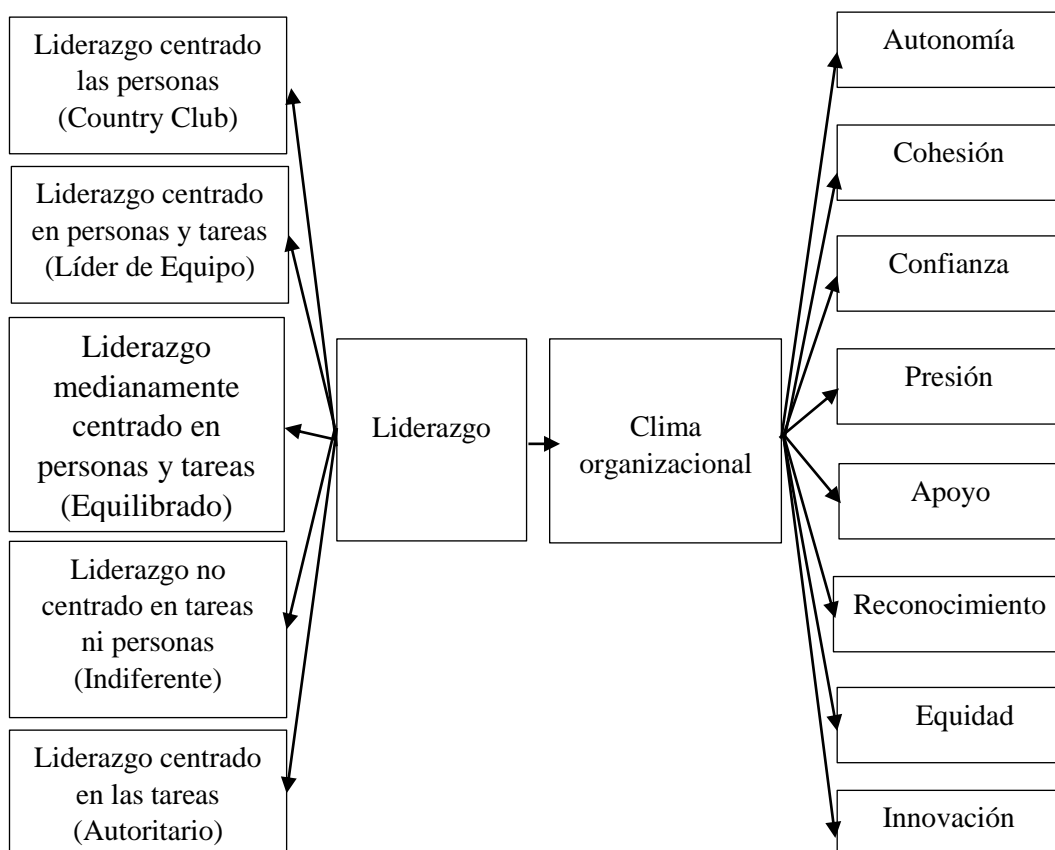 Liderazgo centrado
las personas
(Country Club)
Liderazgo centrado
en personas y tareas
(Líder de Equipo)
Liderazgo
medianamente
centrado en
personas y tareas
(Equilibrado)
Liderazgo no
centrado en tareas
ni personas
(Indiferente)
Liderazgo centrado
en las tareas
(Autoritario)
Liderazgo
Clima
organizacional
Autonomía
Cohesión
Confianza
Presión
Apoyo
Reconocimiento
Equidad
Innovación